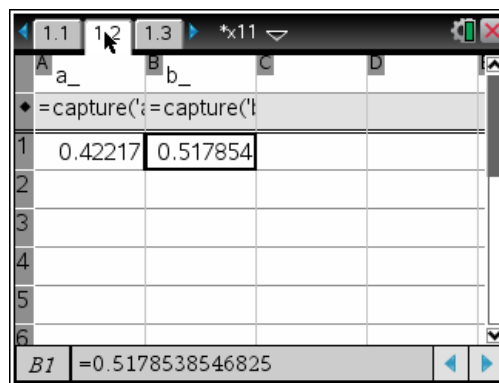 1.1 1.2 1.3 *x11
A a_ B b_ C D
=capture('a =capture('b
1 0.42217 0.517854
2
3
4
5
6
B1 =0.5178538546825